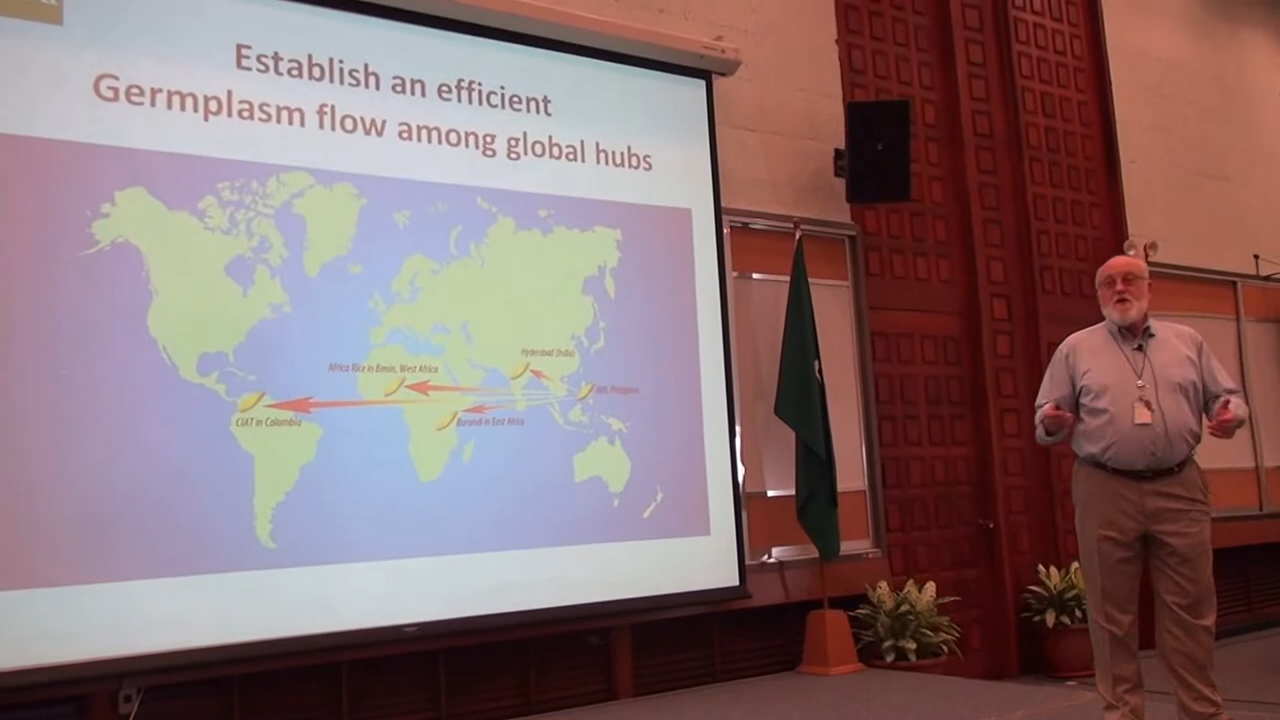 Establish an efficient
Germplasm flow among global hubs
Hyderabad (India)
Africa Rice in Benin, West Africa
IRRI, Philippines
CIAT in Colombia
Burundi in East Africa